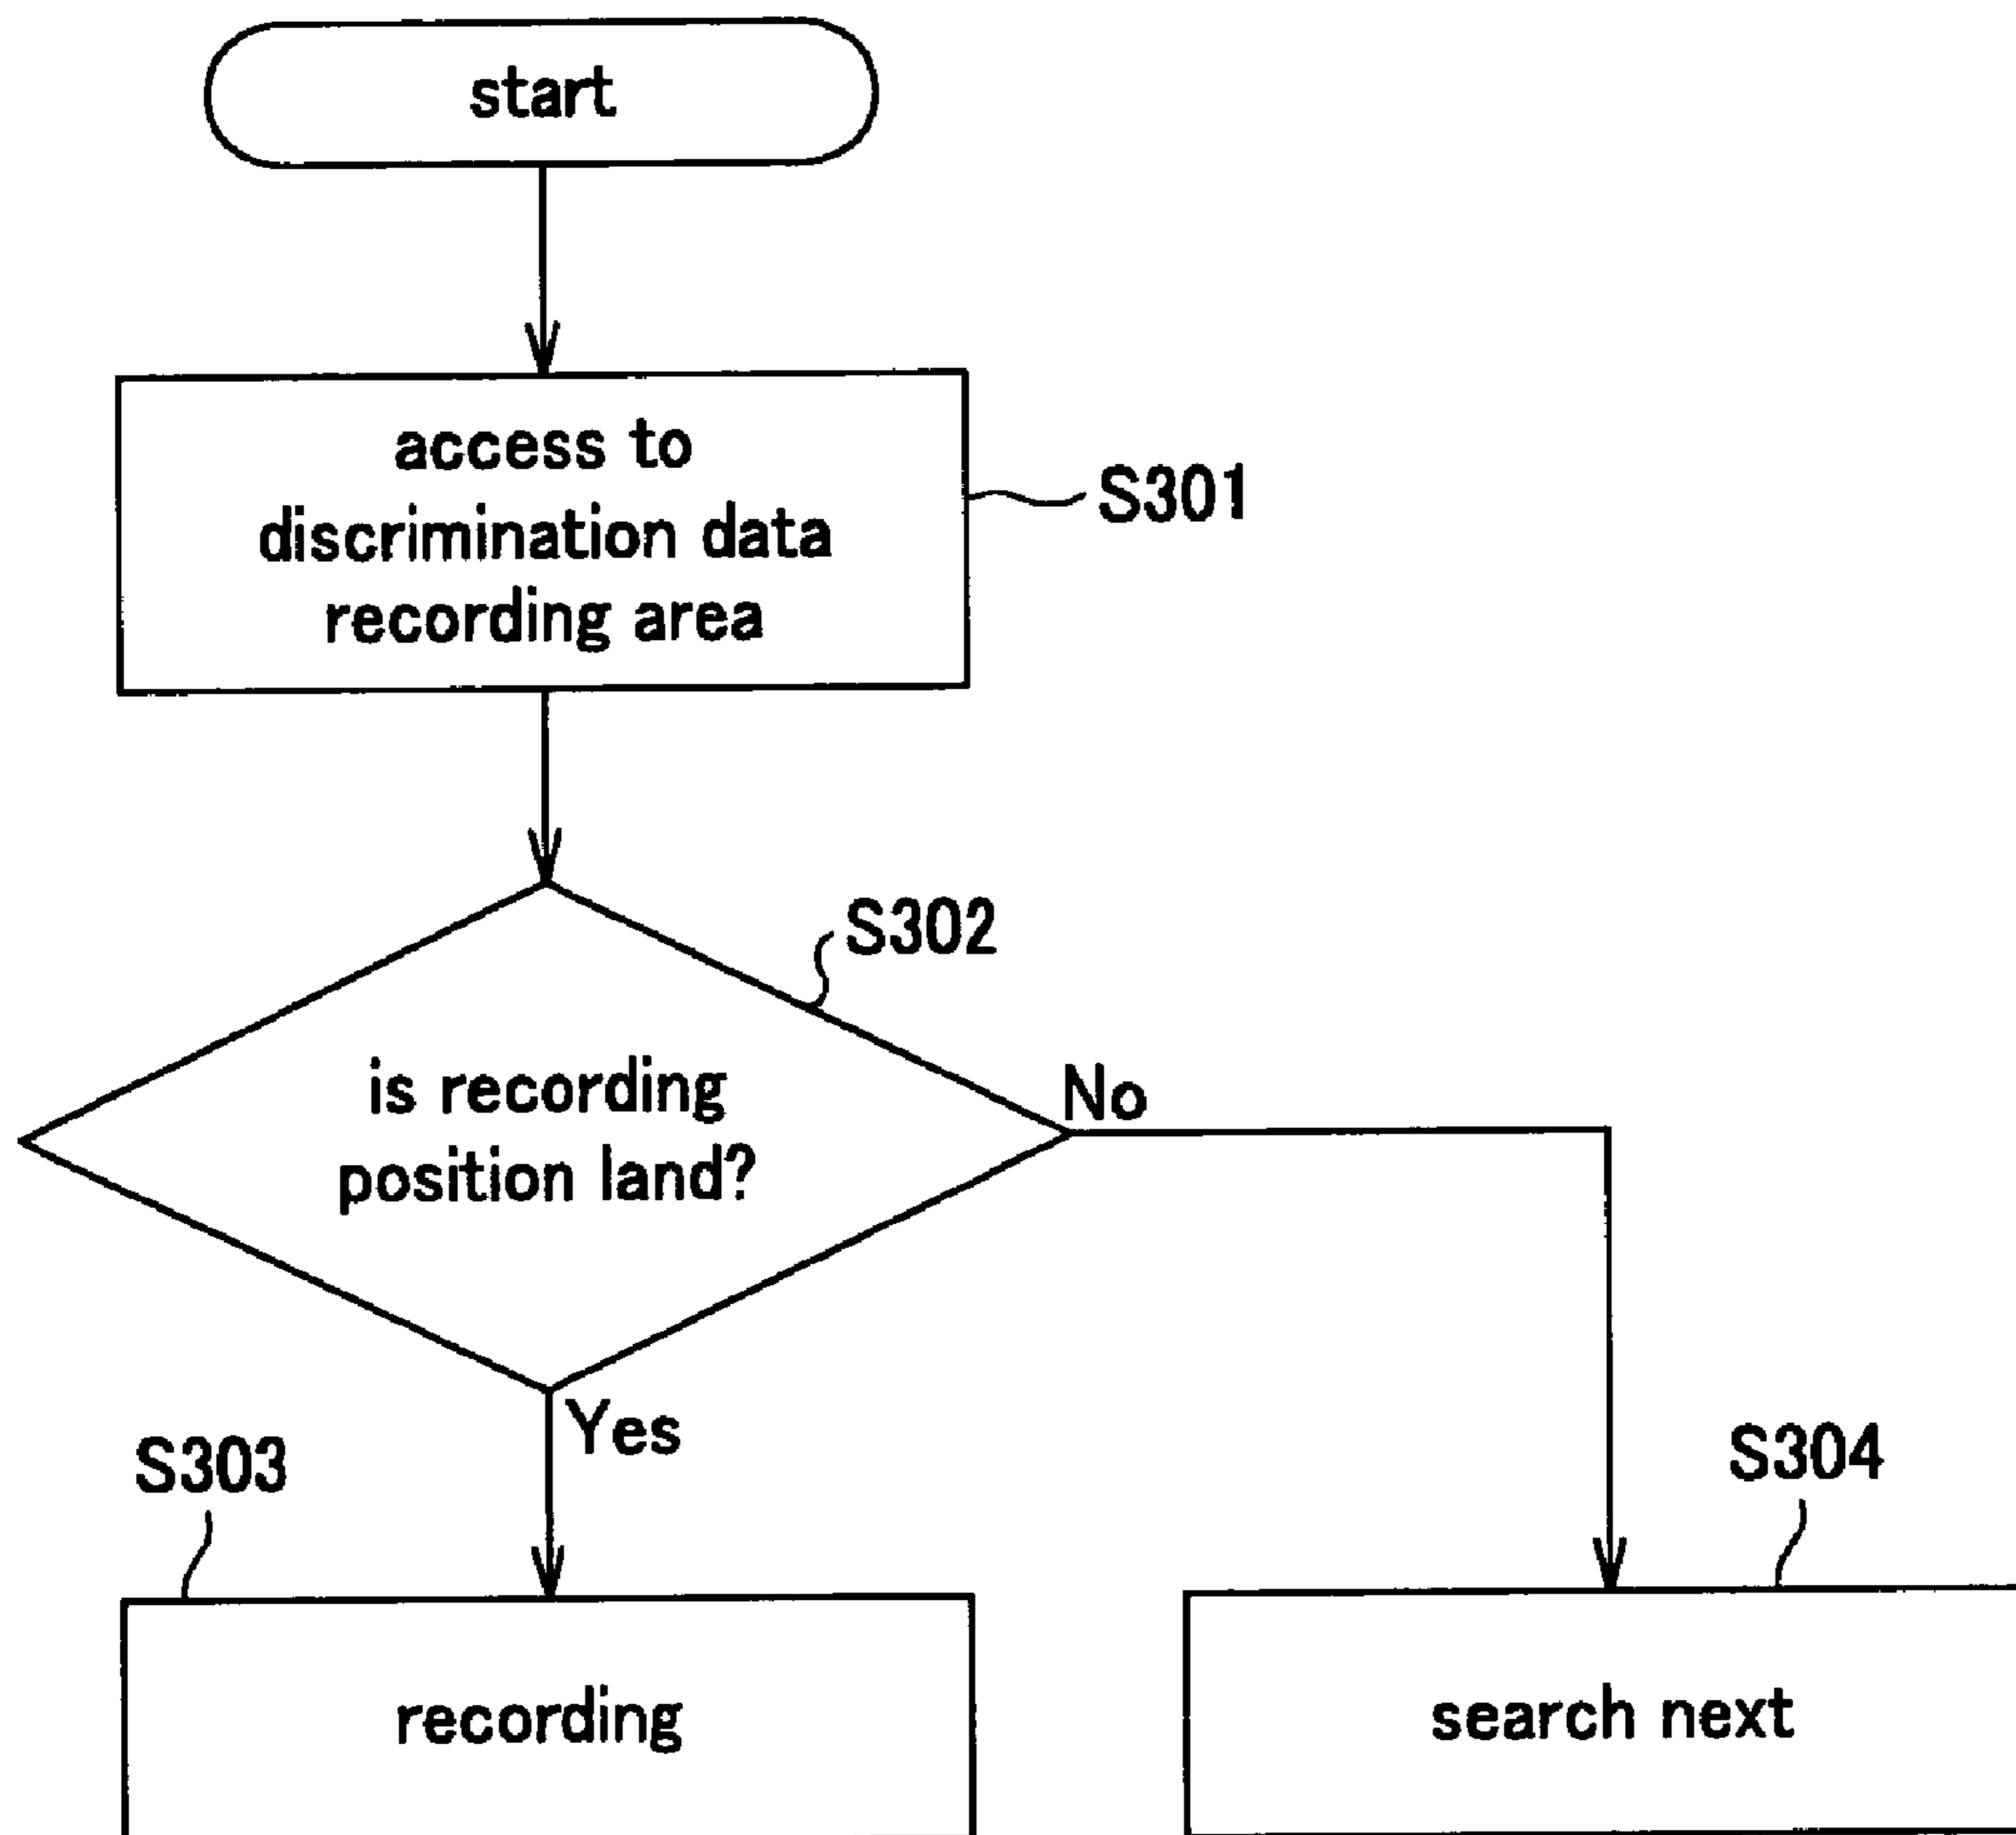 start
access to
discrimination data
recording area
S301
S302
is recording
position land?
No
Yes
S303
recording
S304
search next